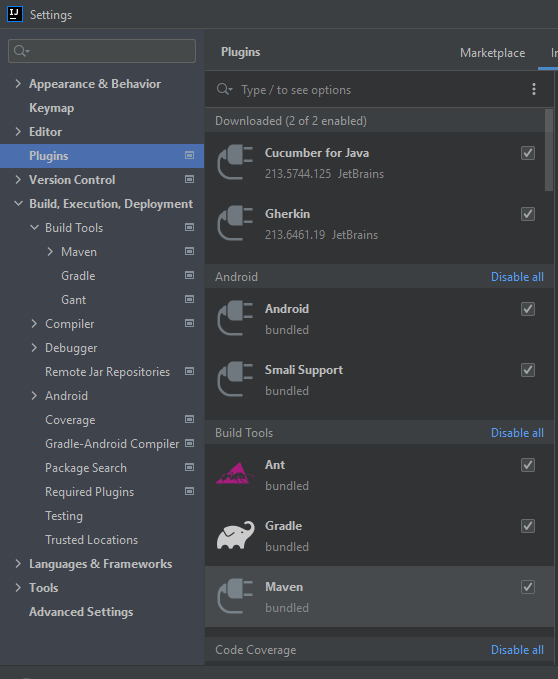 IJ Settings
Appearance & Behavior
Keymap
Editor
Plugins
Version Control
Build, Execution, Deployment
Build Tools
Maven
Gradle
Gant
Compiler
Debugger
Remote Jar Repositories
Android
Coverage
Gradle-Android Compiler
Package Search
Required Plugins
Testing
Trusted Locations
Languages & Frameworks
Tools
Advanced Settings
Plugins Marketplace In
Type / to see options
Downloaded (2 of 2 enabled)
Cucumber for Java
213.5744.125 JetBrains
Gherkin
213.6461.19 JetBrains
Android Disable all
Android
bundled
Smali Support
bundled
Build Tools Disable all
Ant
bundled
Gradle
bundled
Maven
bundled
Code Coverage Disable all